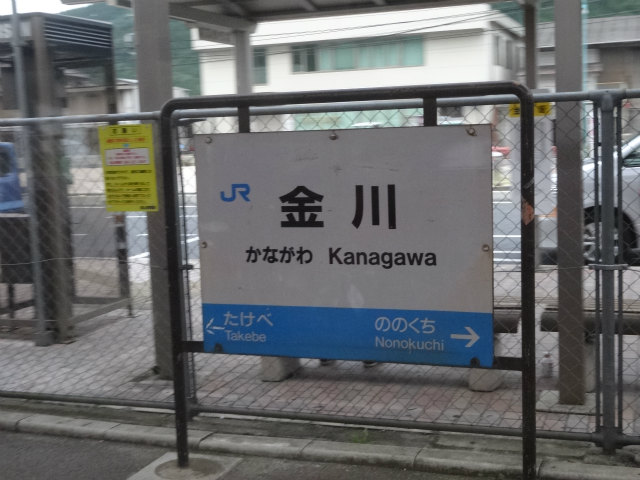 JR
金川
かながわ Kanagawa
たけべ
Takebe
ののくち
Nonokuchi